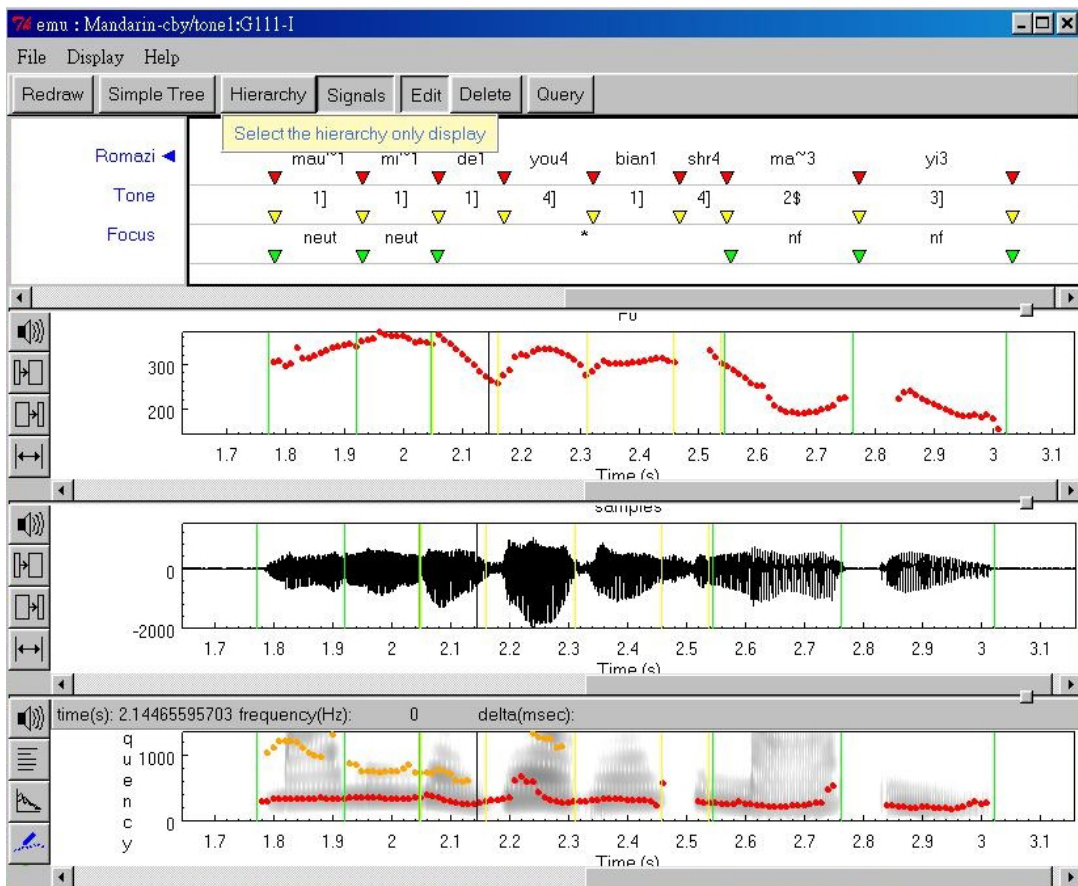 emu : Mandarin-cby/tone1:G111-I
File Display Help
Redraw Simple Tree Hierarchy Signals Edit Delete Query
Select the hierarchy only display
Romazi mau'~1 mi'~1 de1 you4 bian1 shr4 ma~3 yi3
Tone 1] 1] 1] 4] 1] 4] 2$ 3]
Focus neut neut * nf nf
F0
300
200
1.7 1.8 1.9 2 2.1 2.2 2.3 2.4 2.5 2.6 2.7 2.8 2.9 3 3.1
Time (s)
samples
0
-2000
1.7 1.8 1.9 2 2.1 2.2 2.3 2.4 2.5 2.6 2.7 2.8 2.9 3 3.1
Time (s)
time(s): 2.14465595703 frequency(Hz): 0 delta(msec):
quency
1000
0
1.7 1.8 1.9 2 2.1 2.2 2.3 2.4 2.5 2.6 2.7 2.8 2.9 3 3.1
Time (s)